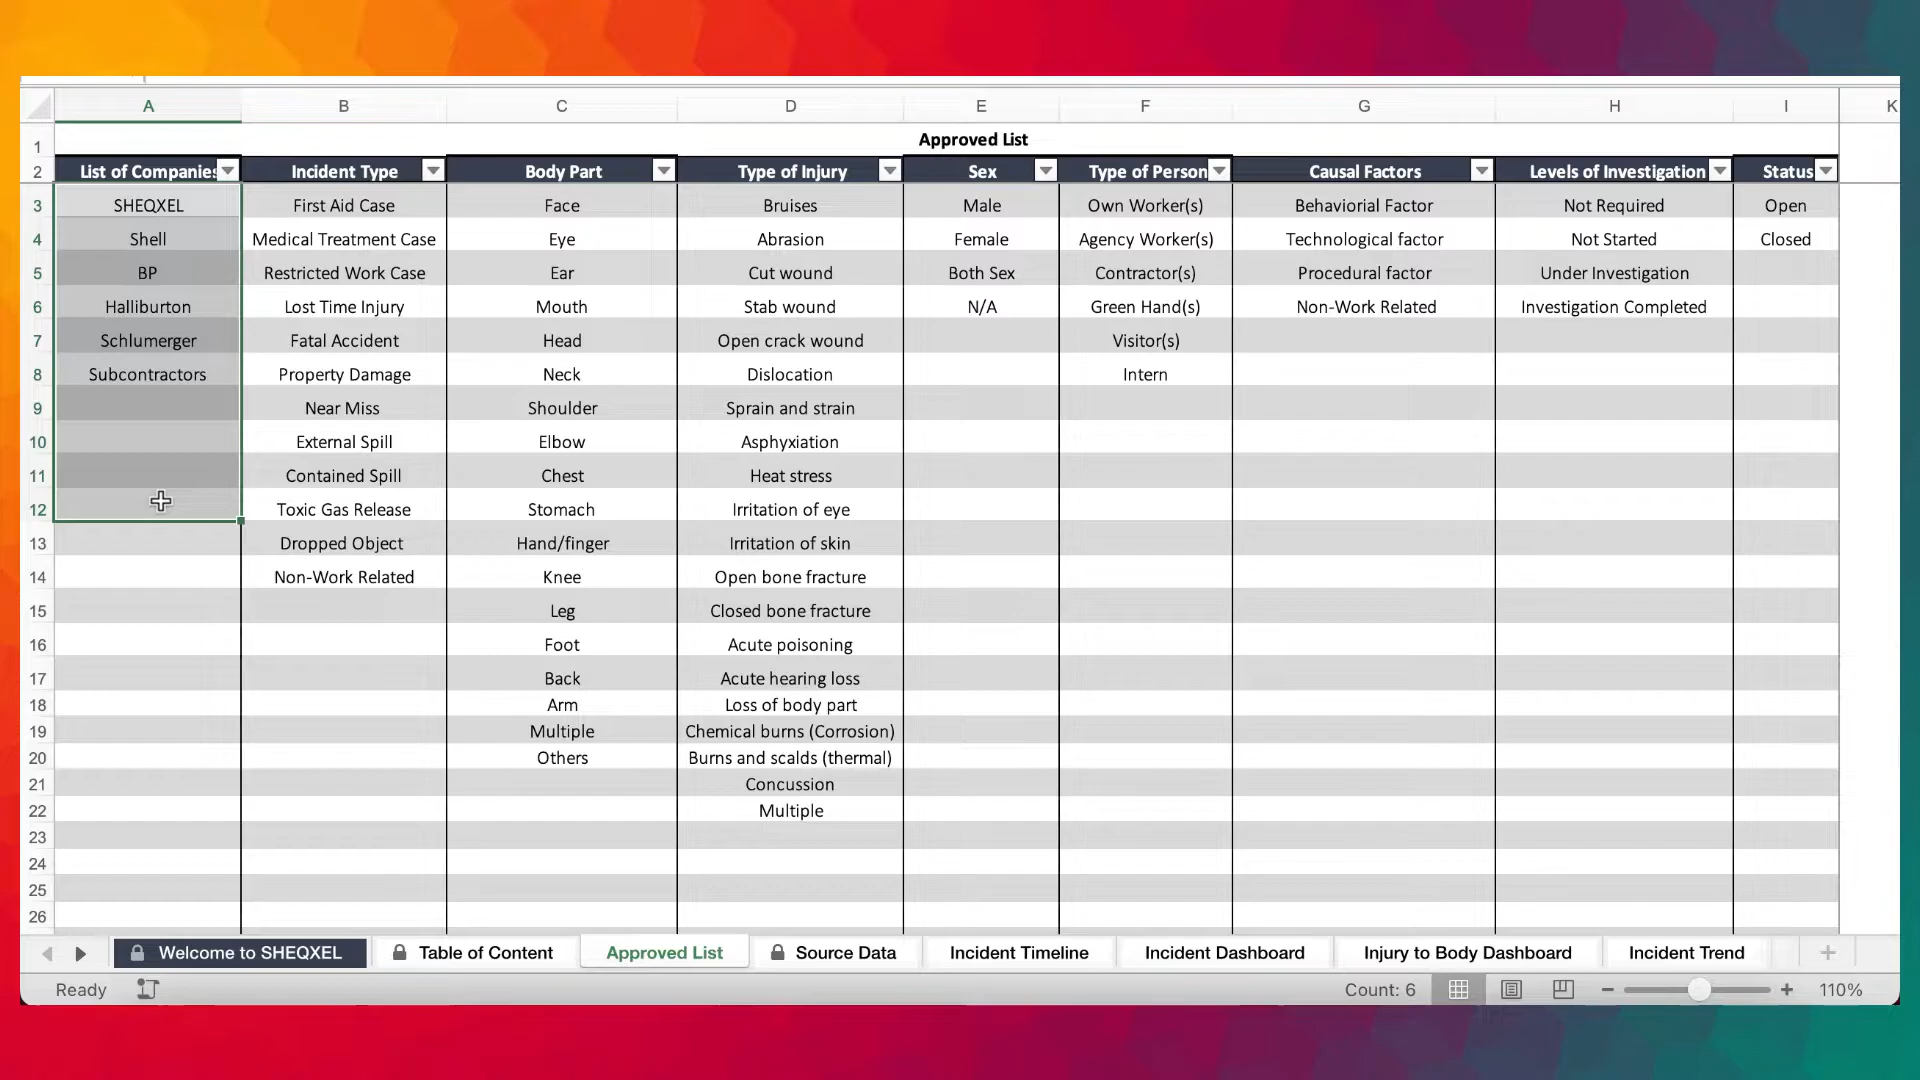 A B C D E F G H I K
1 Approved List
2 List of Companies Incident Type Body Part Type of Injury Sex Type of Person Causal Factors Levels of Investigation Status
3 SHEQXEL First Aid Case Face Bruises Male Own Worker(s) Behaviorial Factor Not Required Open
4 Shell Medical Treatment Case Eye Abrasion Female Agency Worker(s) Technological factor Not Started Closed
5 BP Restricted Work Case Ear Cut wound Both Sex Contractor(s) Procedural factor Under Investigation
6 Halliburton Lost Time Injury Mouth Stab wound N/A Green Hand(s) Non-Work Related Investigation Completed
7 Schlumerger Fatal Accident Head Open crack wound Visitor(s)
8 Subcontractors Property Damage Neck Dislocation Intern
9 Near Miss Shoulder Sprain and strain
10 External Spill Elbow Asphyxiation
11 Contained Spill Chest Heat stress
12 Toxic Gas Release Stomach Irritation of eye
13 Dropped Object Hand/finger Irritation of skin
14 Non-Work Related Knee Open bone fracture
15 Leg Closed bone fracture
16 Foot Acute poisoning
17 Back Acute hearing loss
18 Arm Loss of body part
19 Multiple Chemical burns (Corrosion)
20 Others Burns and scalds (thermal)
21 Concussion
22 Multiple
23
24
25
26
Welcome to SHEQXEL Table of Content Approved List Source Data Incident Timeline Incident Dashboard Injury to Body Dashboard Incident Trend
Ready Count: 6 110%